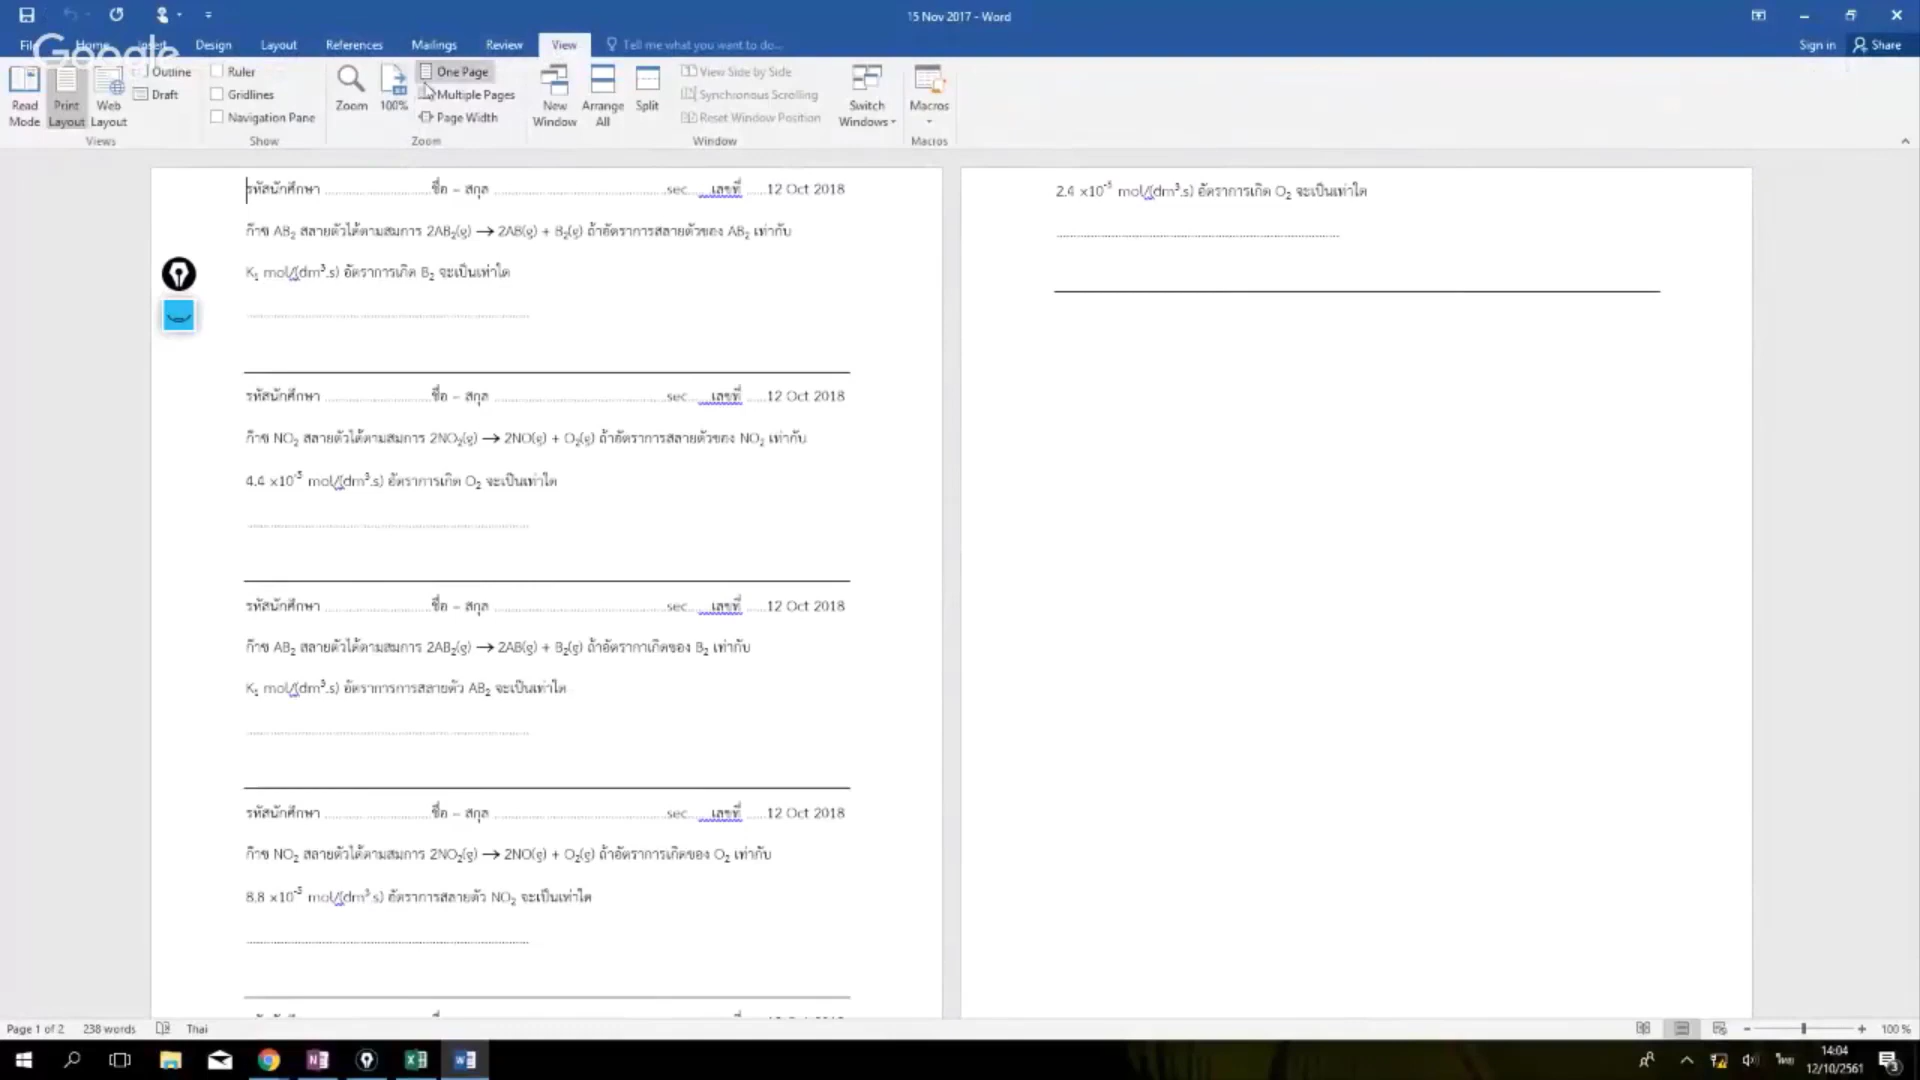 15 Nov 2017 - Word
File Home Insert Design Layout References Mailings Review View Tell me what you want to do... Sign in Share
Google
Read Mode
Print Layout
Web Layout
Outline
Draft
Views
Ruler
Gridlines
Navigation Pane
Show
Zoom
100%
One Page
Multiple Pages
Page Width
Zoom
New Window
Arrange All
Split
View Side by Side
Synchronous Scrolling
Reset Window Position
Window
Switch Windows
Macros
Macros
รหัสนักศึกษา ..............................ชื่อ – สกุล ..................................................sec......เลขที่ ......12 Oct 2018
ก๊าซ AB₂ สลายตัวได้ตามสมการ 2AB₂(g) → 2AB(g) + B₂(g) ถ้าอัตราการสลายตัวของ AB₂ เท่ากับ
K₁ mol/(dm³.s) อัตราการเกิด B₂ จะเป็นเท่าใด
รหัสนักศึกษา ..............................ชื่อ – สกุล ..................................................sec......เลขที่ ......12 Oct 2018
ก๊าซ NO₂ สลายตัวได้ตามสมการ 2NO₂(g) → 2NO(g) + O₂(g) ถ้าอัตราการสลายตัวของ NO₂ เท่ากับ
4.4 ×10⁻⁵ mol/(dm³.s) อัตราการเกิด O₂ จะเป็นเท่าใด
รหัสนักศึกษา ..............................ชื่อ – สกุล ..................................................sec......เลขที่ ......12 Oct 2018
ก๊าซ AB₂ สลายตัวได้ตามสมการ 2AB₂(g) → 2AB(g) + B₂(g) ถ้าอัตรากาเกิดของ B₂ เท่ากับ
K₁ mol/(dm³.s) อัตราการการสลายตัว AB₂ จะเป็นเท่าใด
รหัสนักศึกษา ..............................ชื่อ – สกุล ..................................................sec......เลขที่ ......12 Oct 2018
ก๊าซ NO₂ สลายตัวได้ตามสมการ 2NO₂(g) → 2NO(g) + O₂(g) ถ้าอัตราการเกิดของ O₂ เท่ากับ
8.8 ×10⁻⁵ mol/(dm³.s) อัตราการสลายตัว NO₂ จะเป็นเท่าใด
2.4 ×10⁻⁵ mol/(dm³.s) อัตราการเกิด O₂ จะเป็นเท่าใด
Page 1 of 2 238 words Thai 100 %
14:04
12/10/2561
3